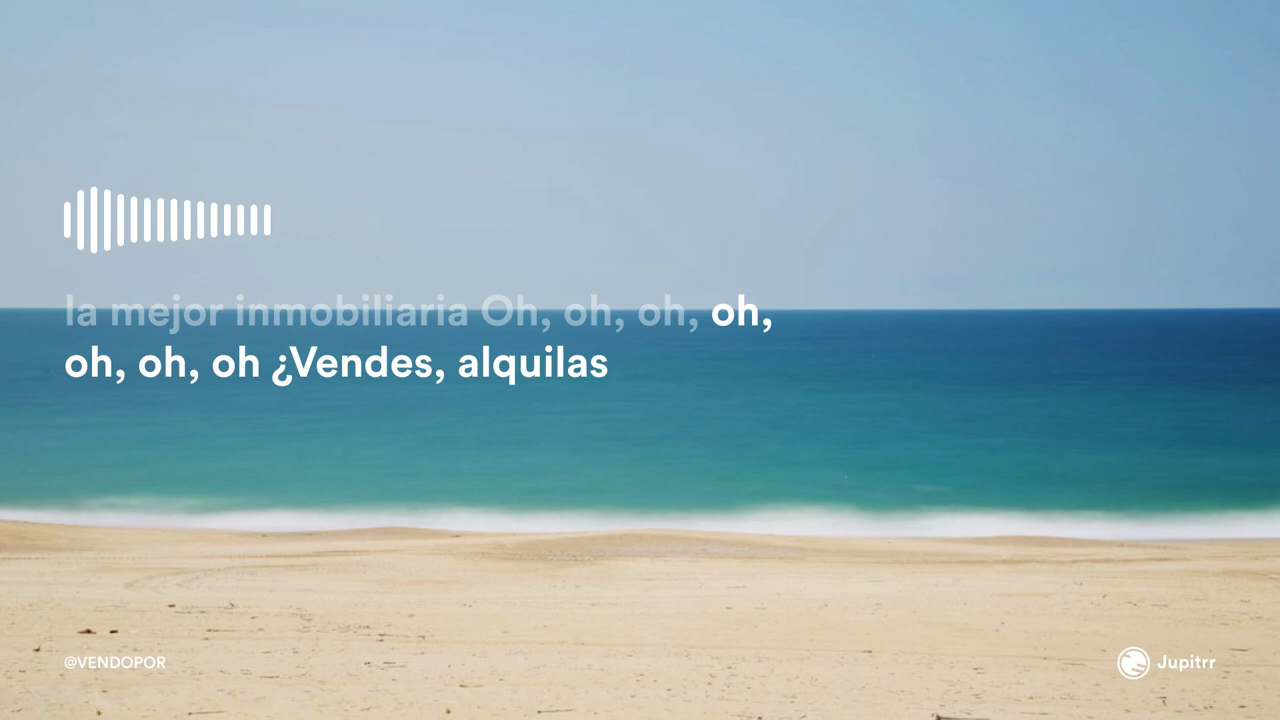 la mejor inmobiliaria Oh, oh, oh, oh,
oh, oh, oh ¿Vendes, alquilas
@VENDOPOR
Jupitrr